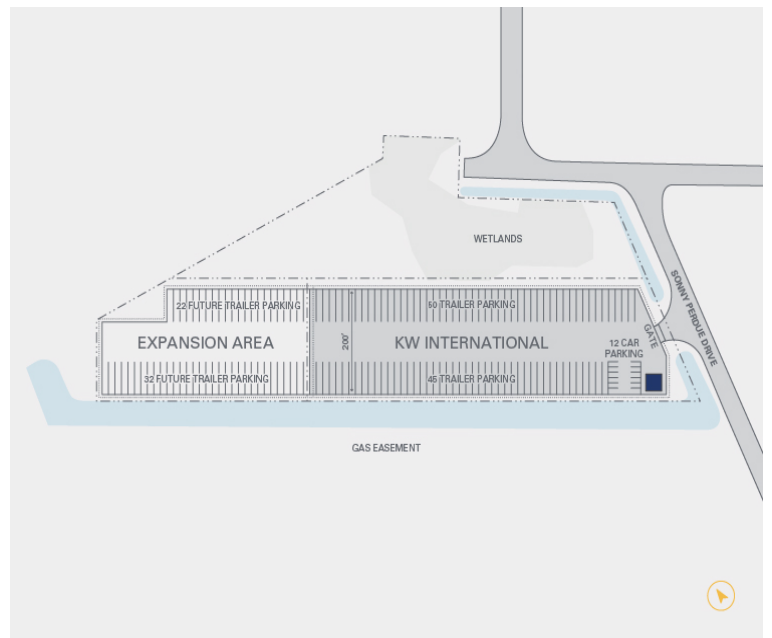 WETLANDS
SONNY PERDUE DRIVE
22 FUTURE TRAILER PARKING
50 TRAILER PARKING
GATE
EXPANSION AREA
200'
KW INTERNATIONAL
12 CAR
PARKING
32 FUTURE TRAILER PARKING
45 TRAILER PARKING
GAS EASEMENT